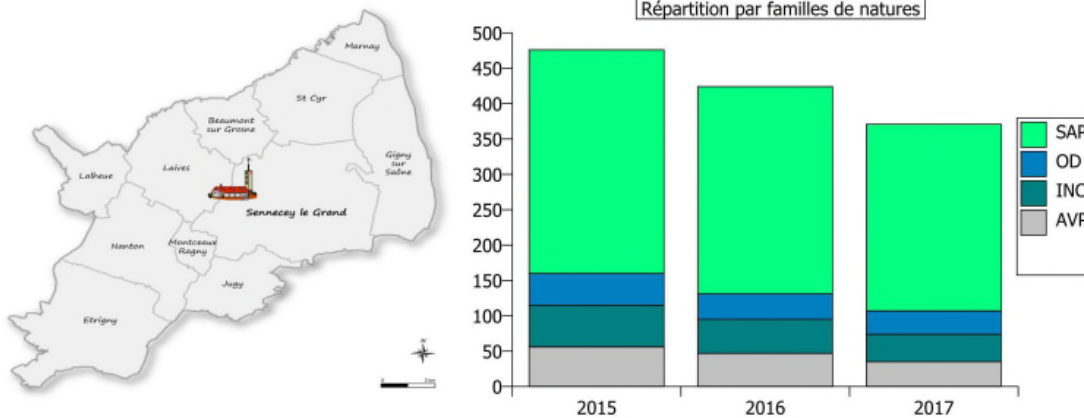 Marnay
St Cyr
Beaumont
sur Grosne
Gigny
sur
Saône
Laives
Lalheue
Sennecey le Grand
Nanton
Montceaux
Ragny
Jugy
Etrigny
N
0
Répartition par familles de natures
500
450
400
350
300
250
200
150
100
50
0
2015
2016
2017
SAP
OD
INC
AVP